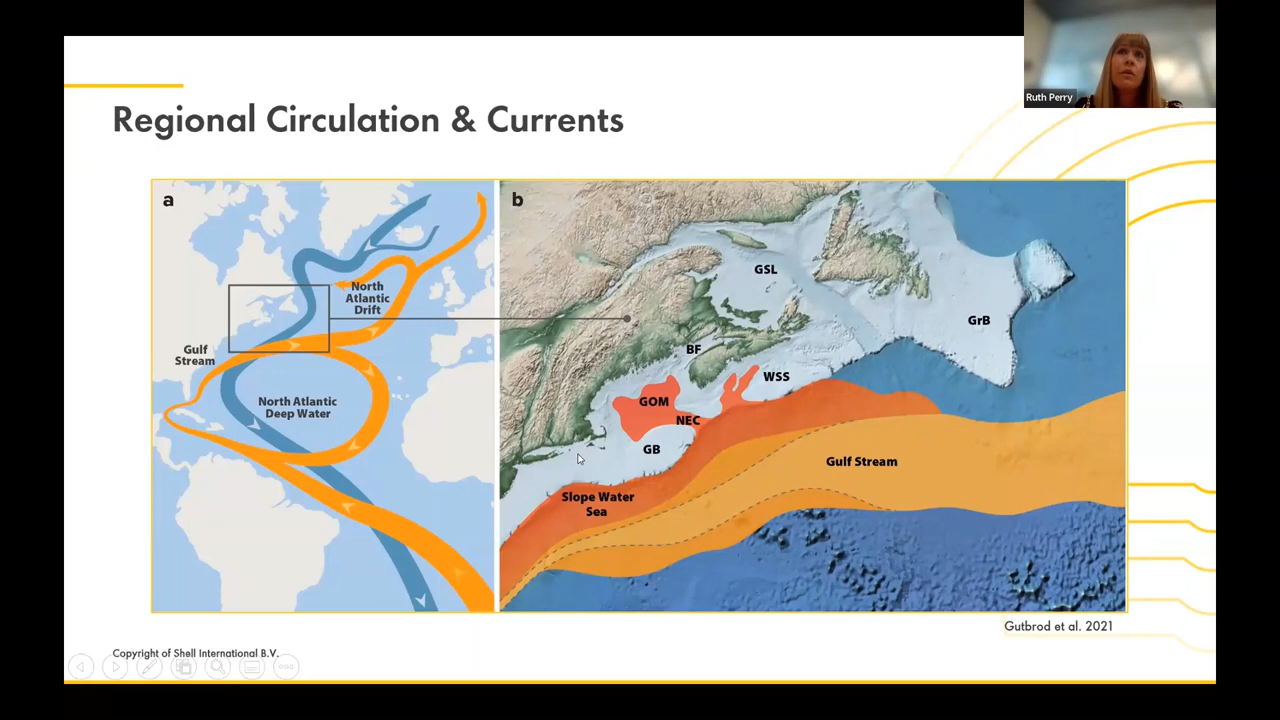 Ruth Perry
Regional Circulation & Currents
a
North
Atlantic
Drift
Gulf
Stream
North Atlantic
Deep Water
b
GSL
GrB
BF
WSS
GOM
NEC
GB
Gulf Stream
Slope Water
Sea
Gutbrod et al. 2021
Copyright of Shell International B.V.